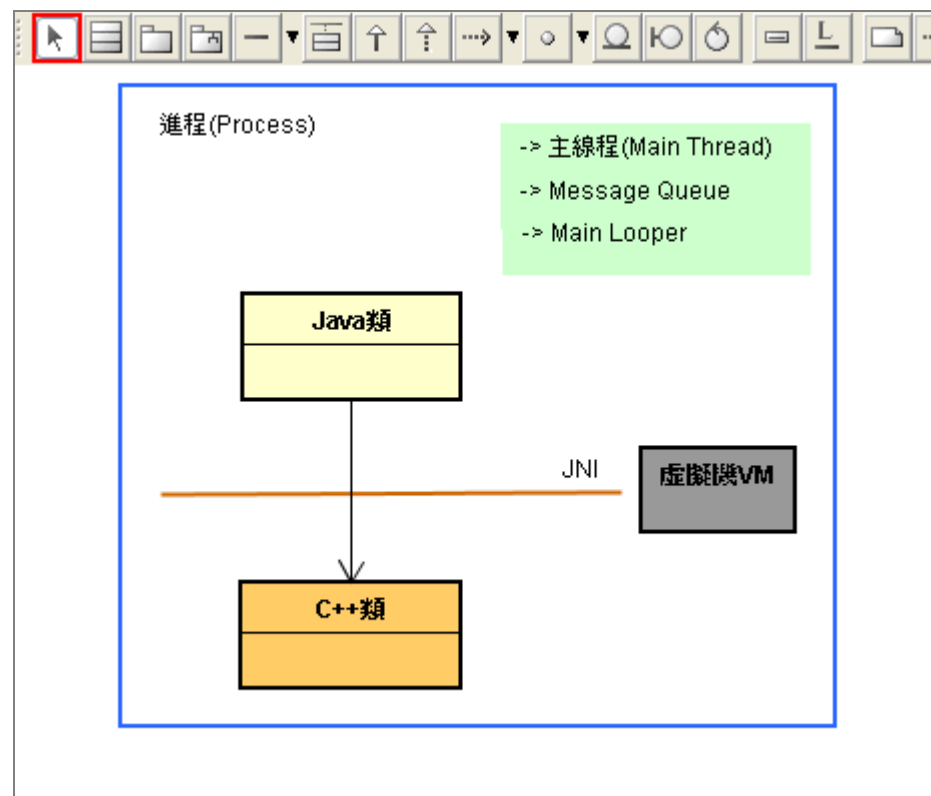 進程(Process)
-> 主線程(Main Thread)
-> Message Queue
-> Main Looper
Java類
JNI
虛擬機VM
C++類